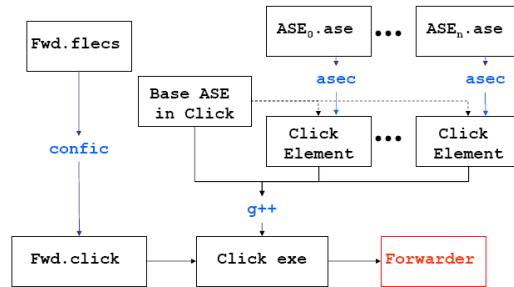 Fwd.flecs
ASE0.ase
•••
ASEn.ase
asec
asec
Base ASE
in Click
confic
Click
Element
•••
Click
Element
g++
Fwd.click
Click exe
Forwarder